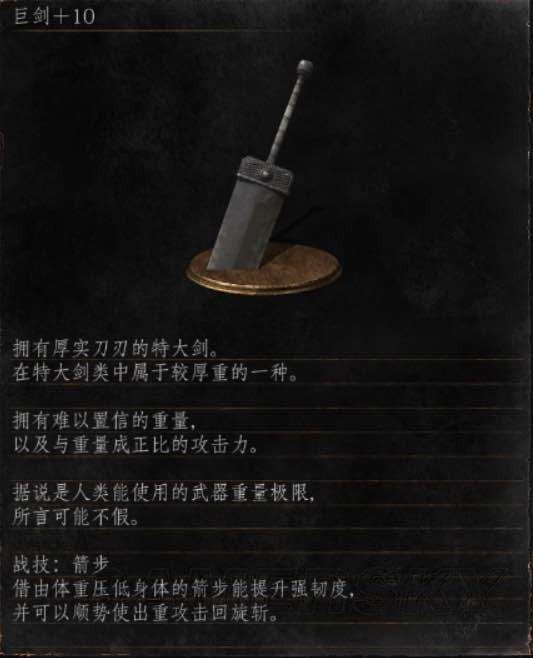 巨剑+10
拥有厚实刀刃的特大剑。
在特大剑类中属于较厚重的一种。
拥有难以置信的重量，
以及与重量成正比的攻击力。
据说是人类能使用的武器重量极限，
所言可能不假。
战技：箭步
借由体重压低身体的箭步能提升强韧度，
并可以顺势使出重攻击回旋斩。